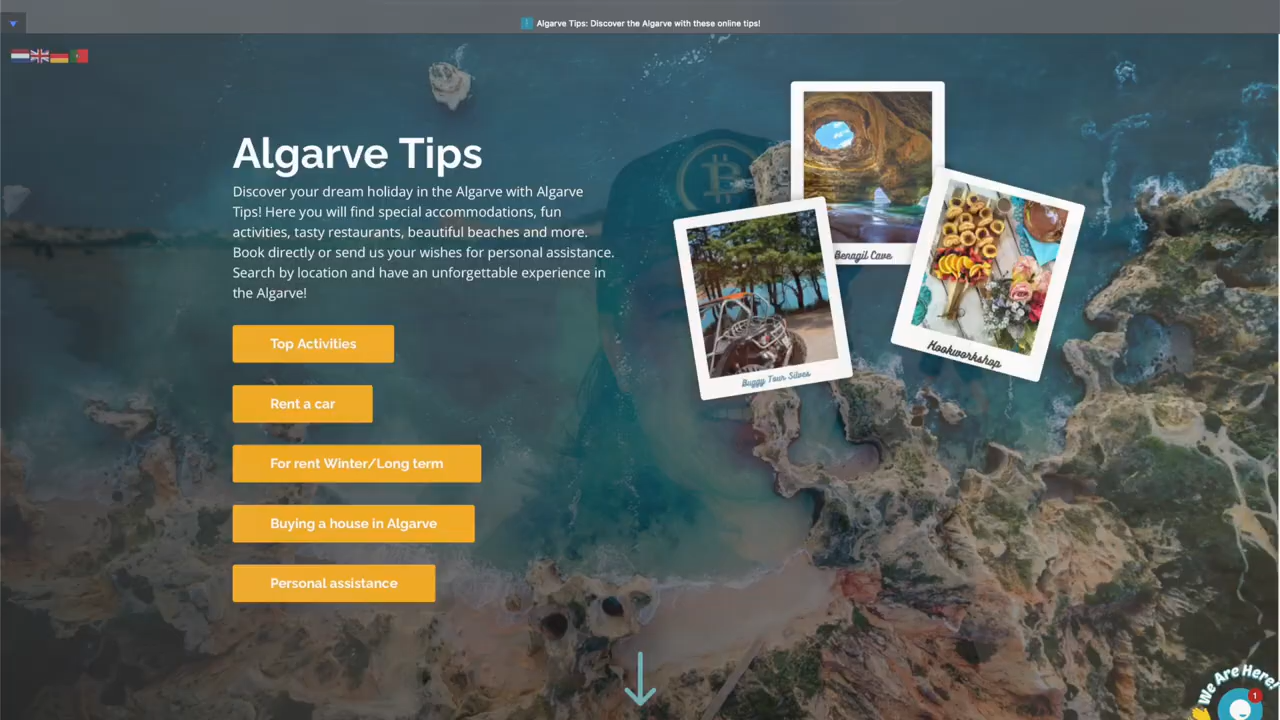 Algarve Tips: Discover the Algarve with these online tips!
Algarve Tips
Discover your dream holiday in the Algarve with Algarve
Tips! Here you will find special accommodations, fun
activities, tasty restaurants, beautiful beaches and more.
Book directly or send us your wishes for personal assistance.
Search by location and have an unforgettable experience in
the Algarve!
Top Activities
Rent a car
For rent Winter/Long term
Buying a house in Algarve
Personal assistance
Benagil Cave
Buggy Tour Silves
Kookworkshop
We Are Here!
1